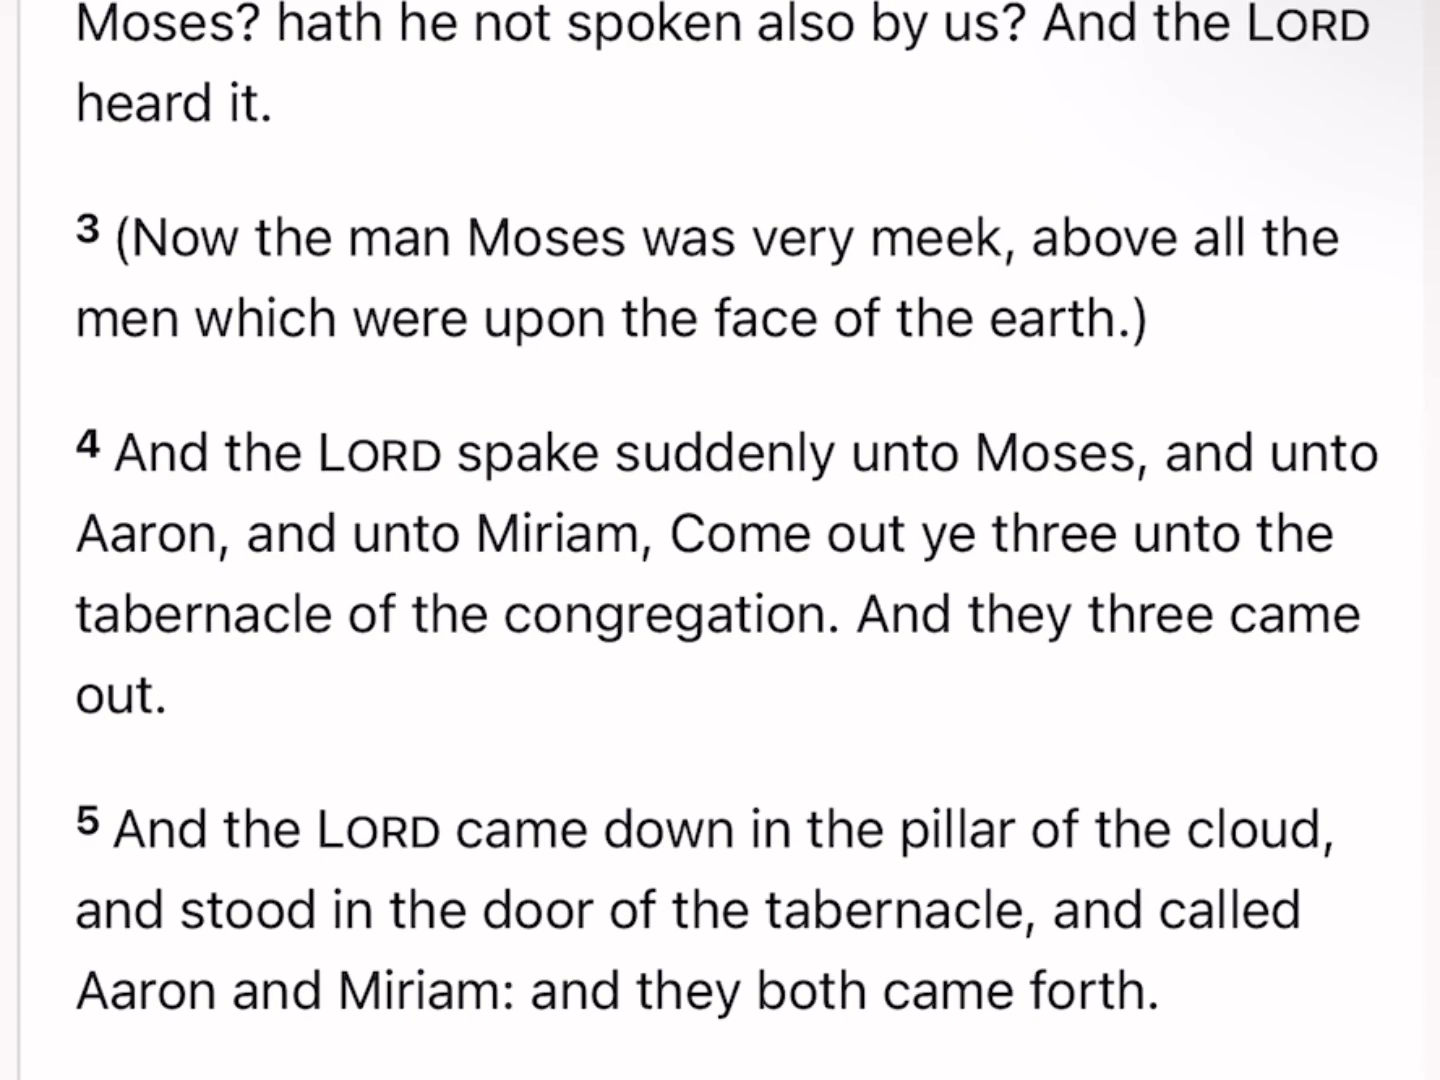 Moses? hath he not spoken also by us? And the LORD
heard it.
3 (Now the man Moses was very meek, above all the
men which were upon the face of the earth.)
4 And the LORD spake suddenly unto Moses, and unto
Aaron, and unto Miriam, Come out ye three unto the
tabernacle of the congregation. And they three came
out.
5 And the LORD came down in the pillar of the cloud,
and stood in the door of the tabernacle, and called
Aaron and Miriam: and they both came forth.